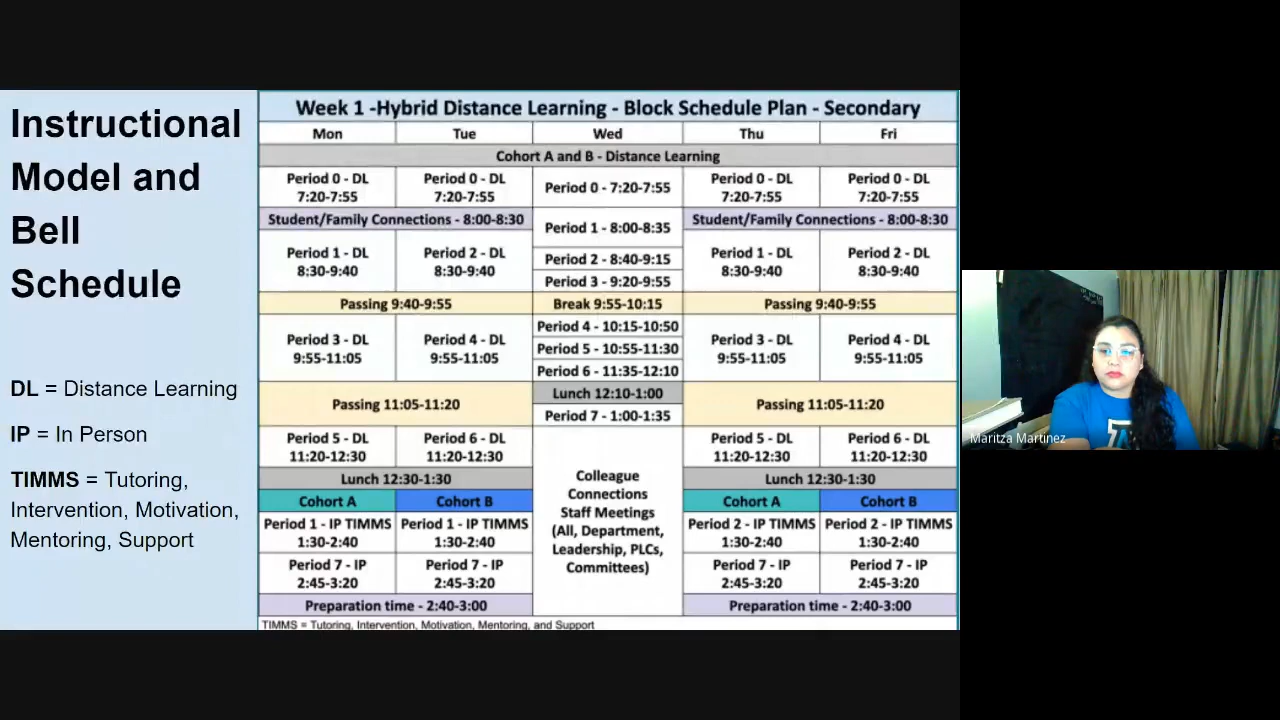 Instructional
Model and
Bell
Schedule
DL = Distance Learning
IP = In Person
TIMMS = Tutoring,
Intervention, Motivation,
Mentoring, Support
Week 1 -Hybrid Distance Learning - Block Schedule Plan - Secondary
Mon Tue Wed Thu Fri
Cohort A and B - Distance Learning
Period 0 - DL
7:20-7:55
Period 0 - DL
7:20-7:55
Period 0 - 7:20-7:55
Period 0 - DL
7:20-7:55
Period 0 - DL
7:20-7:55
Student/Family Connections - 8:00-8:30
Period 1 - 8:00-8:35
Student/Family Connections - 8:00-8:30
Period 1 - DL
8:30-9:40
Period 2 - DL
8:30-9:40
Period 2 - 8:40-9:15
Period 3 - 9:20-9:55
Period 1 - DL
8:30-9:40
Period 2 - DL
8:30-9:40
Passing 9:40-9:55
Break 9:55-10:15
Passing 9:40-9:55
Period 3 - DL
9:55-11:05
Period 4 - DL
9:55-11:05
Period 4 - 10:15-10:50
Period 5 - 10:55-11:30
Period 6 - 11:35-12:10
Period 3 - DL
9:55-11:05
Period 4 - DL
9:55-11:05
Passing 11:05-11:20
Lunch 12:10-1:00
Period 7 - 1:00-1:35
Passing 11:05-11:20
Period 5 - DL
11:20-12:30
Period 6 - DL
11:20-12:30
Colleague
Connections
Staff Meetings
(All, Department,
Leadership, PLCs,
Committees)
Period 5 - DL
11:20-12:30
Period 6 - DL
11:20-12:30
Lunch 12:30-1:30
Lunch 12:30-1:30
Cohort A
Cohort B
Cohort A
Cohort B
Period 1 - IP TIMMS
1:30-2:40
Period 1 - IP TIMMS
1:30-2:40
Period 2 - IP TIMMS
1:30-2:40
Period 2 - IP TIMMS
1:30-2:40
Period 7 - IP
2:45-3:20
Period 7 - IP
2:45-3:20
Period 7 - IP
2:45-3:20
Period 7 - IP
2:45-3:20
Preparation time - 2:40-3:00
Preparation time - 2:40-3:00
TIMMS = Tutoring, Intervention, Motivation, Mentoring, and Support
Maritza Martinez